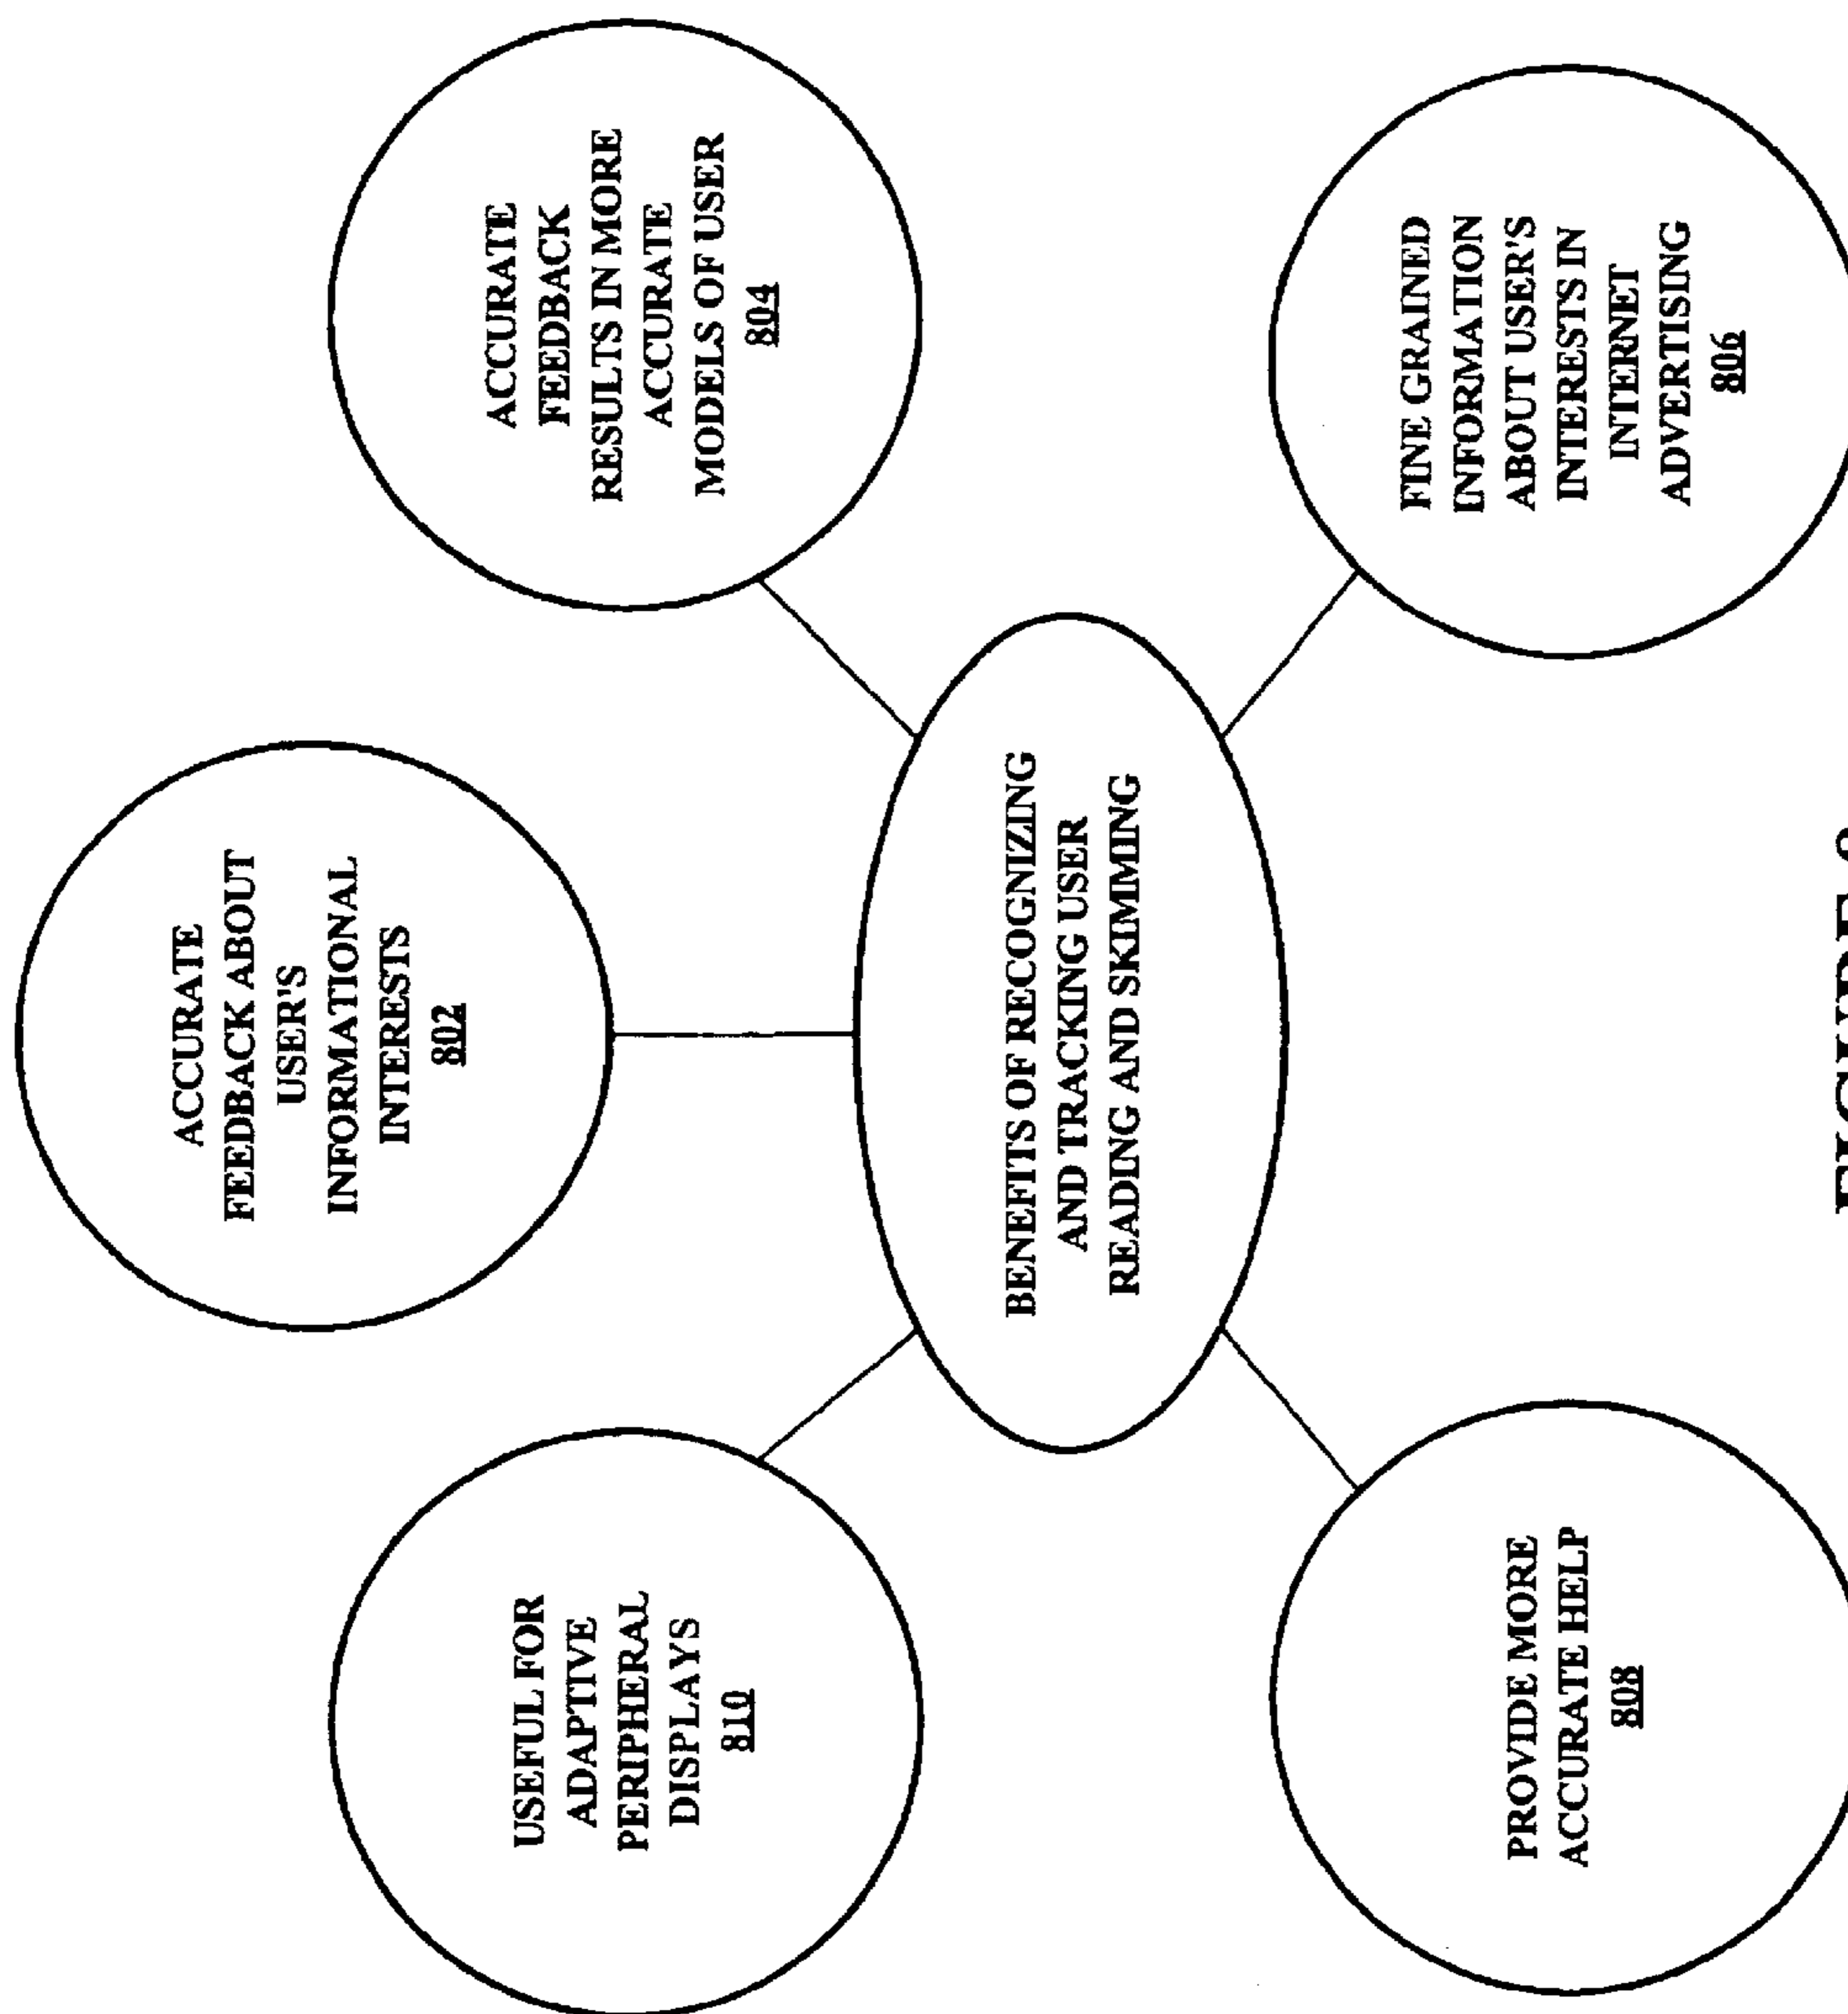 ACCURATE
FEEDBACK ABOUT
USER'S
INFORMATIONAL
INTERESTS
802
USEFUL FOR
ADAPTIVE
PERIPHERAL
DISPLAYS
810
ACCURATE
FEEDBACK
RESULTS IN MORE
ACCURATE
MODELS OF USER
804
BENEFITS OF RECOGNIZING
AND TRACKING USER
READING AND SKIMMING
PROVIDE MORE
ACCURATE HELP
808
FINE GRAINED
INFORMATION
ABOUT USER'S
INTERESTS IN
INTERNET
ADVERTISING
806
FIGURE